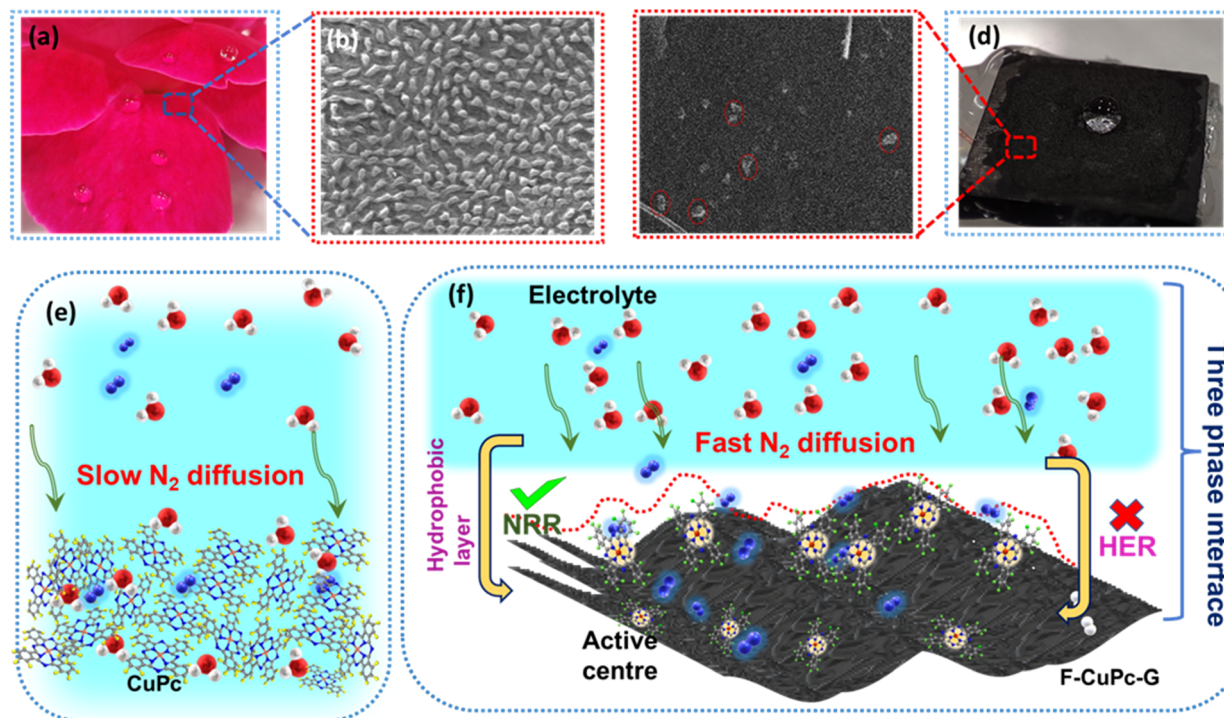 (a)
(b)
(d)
(e)
Slow N₂ diffusion
CuPc
(f)
Electrolyte
Fast N₂ diffusion
Hydrophobic
layer
NRR
HER
Active
centre
F-CuPc-G
Three phase interface